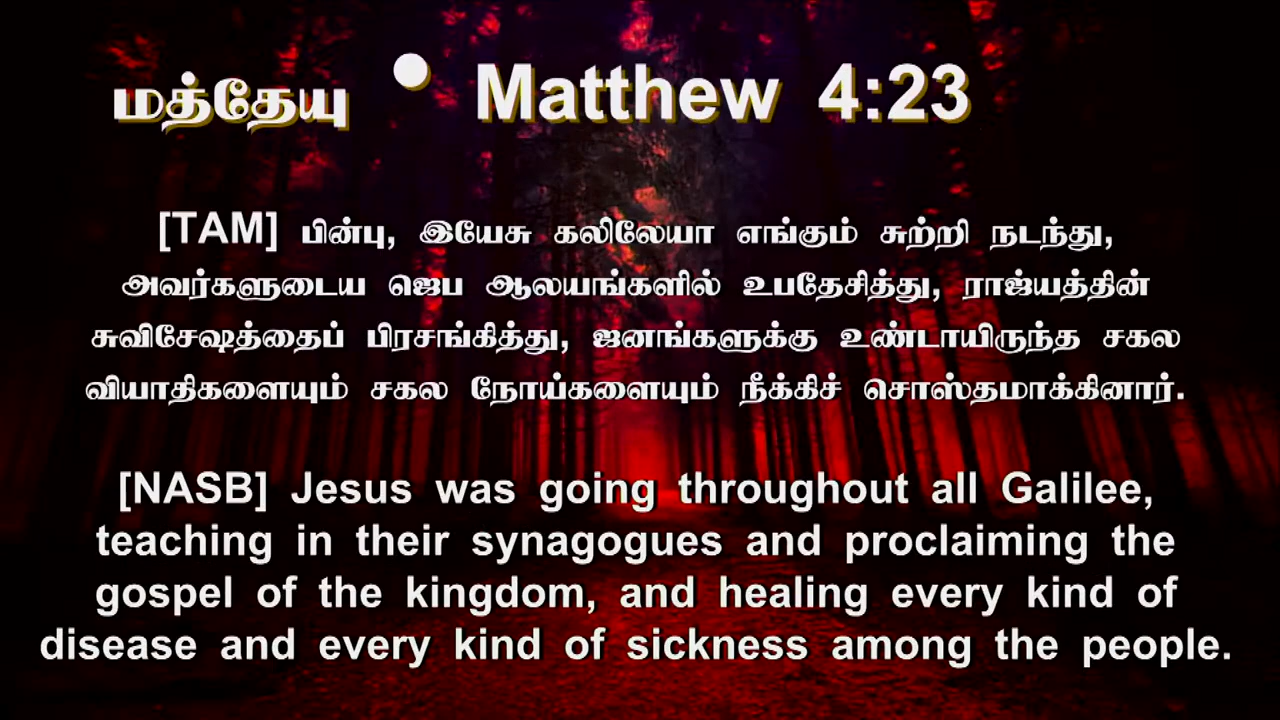 மத்தேயு • Matthew 4:23
[TAM] பின்பு, இயேசு கலிலேயா எங்கும் சுற்றி நடந்து,
அவர்களுடைய ஜெப ஆலயங்களில் உபதேசித்து, ராஜ்யத்தின்
சுவிசேஷத்தைப் பிரசங்கித்து, ஜனங்களுக்கு உண்டாயிருந்த சகல
வியாதிகளையும் சகல நோய்களையும் நீக்கிச் சொஸ்தமாக்கினார்.
[NASB] Jesus was going throughout all Galilee,
teaching in their synagogues and proclaiming the
gospel of the kingdom, and healing every kind of
disease and every kind of sickness among the people.